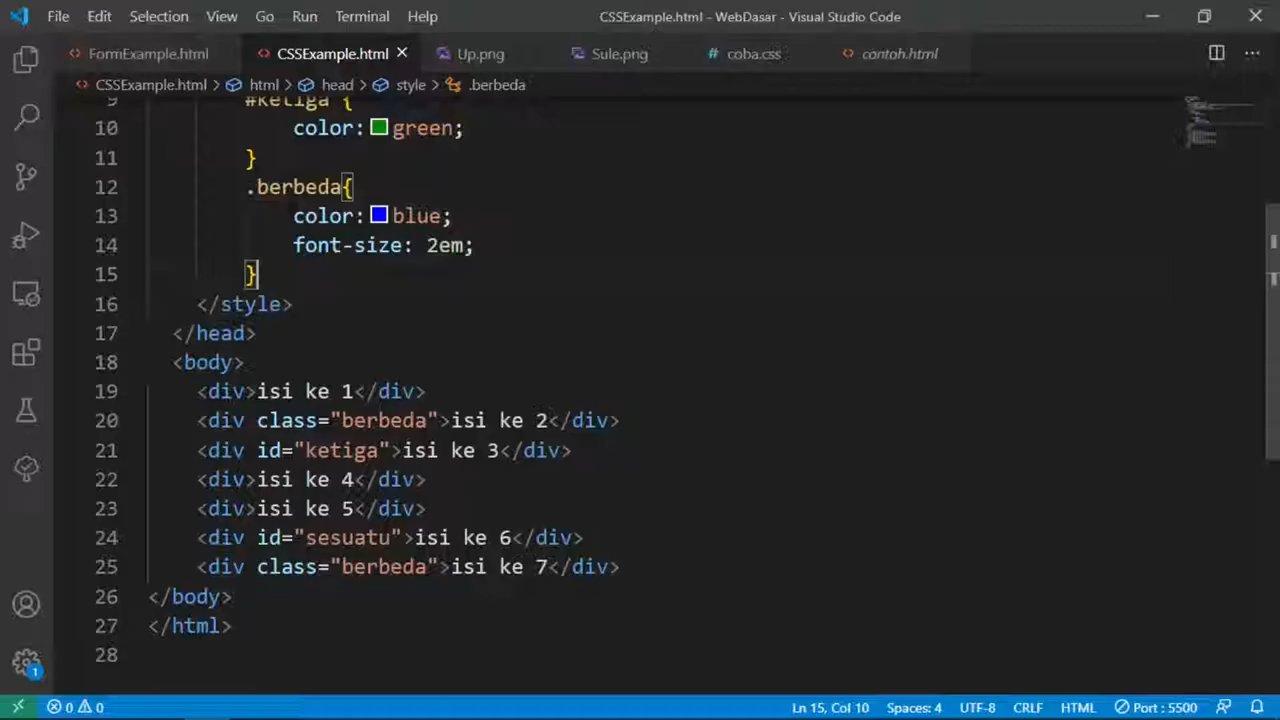 File Edit Selection View Go Run Terminal Help CSSExample.html - WebDasar - Visual Studio Code
FormExample.html CSSExample.html Up.png Sule.png coba.css contoh.html
CSSExample.html > html > head > style > .berbeda
9 #ketiga {
10 color: green;
11 }
12 .berbeda{
13 color: blue;
14 font-size: 2em;
15 }
16 </style>
17 </head>
18 <body>
19 <div>isi ke 1</div>
20 <div class="berbeda">isi ke 2</div>
21 <div id="ketiga">isi ke 3</div>
22 <div>isi ke 4</div>
23 <div>isi ke 5</div>
24 <div id="sesuatu">isi ke 6</div>
25 <div class="berbeda">isi ke 7</div>
26 </body>
27 </html>
28
1
0 0 Ln 15, Col 10 Spaces: 4 UTF-8 CRLF HTML Port : 5500